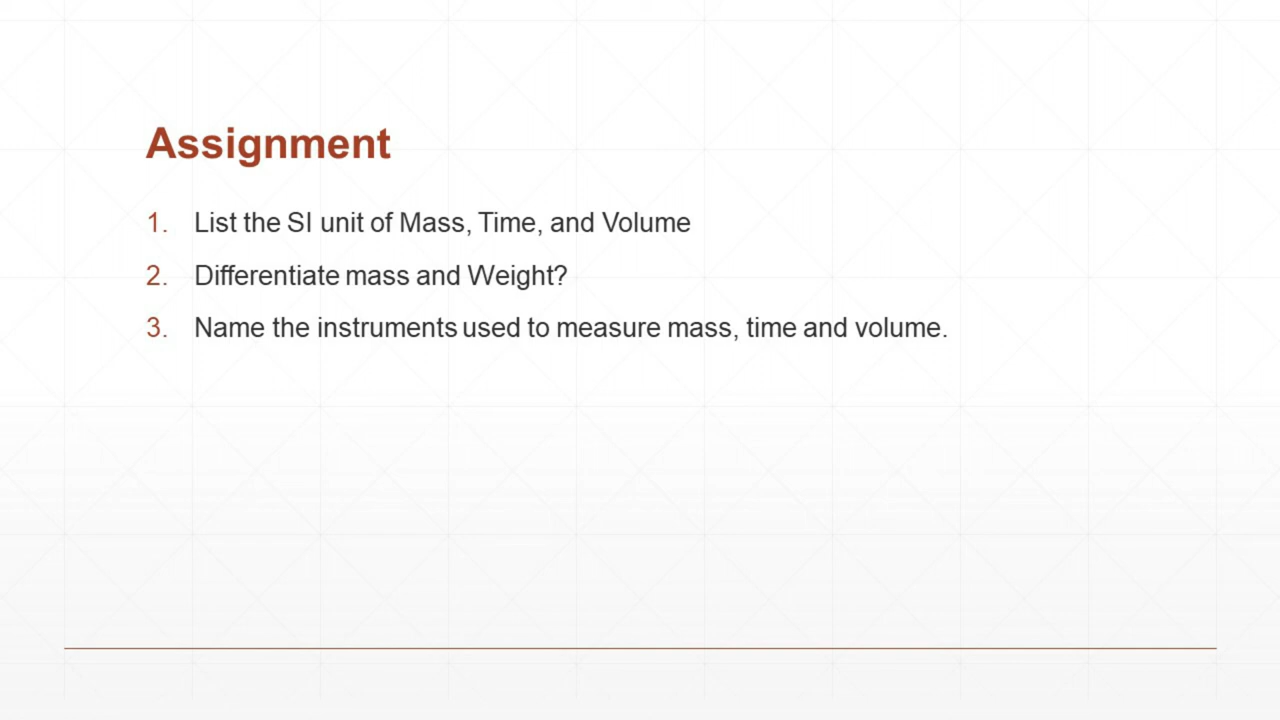 Assignment
1. List the SI unit of Mass, Time, and Volume
2. Differentiate mass and Weight?
3. Name the instruments used to measure mass, time and volume.